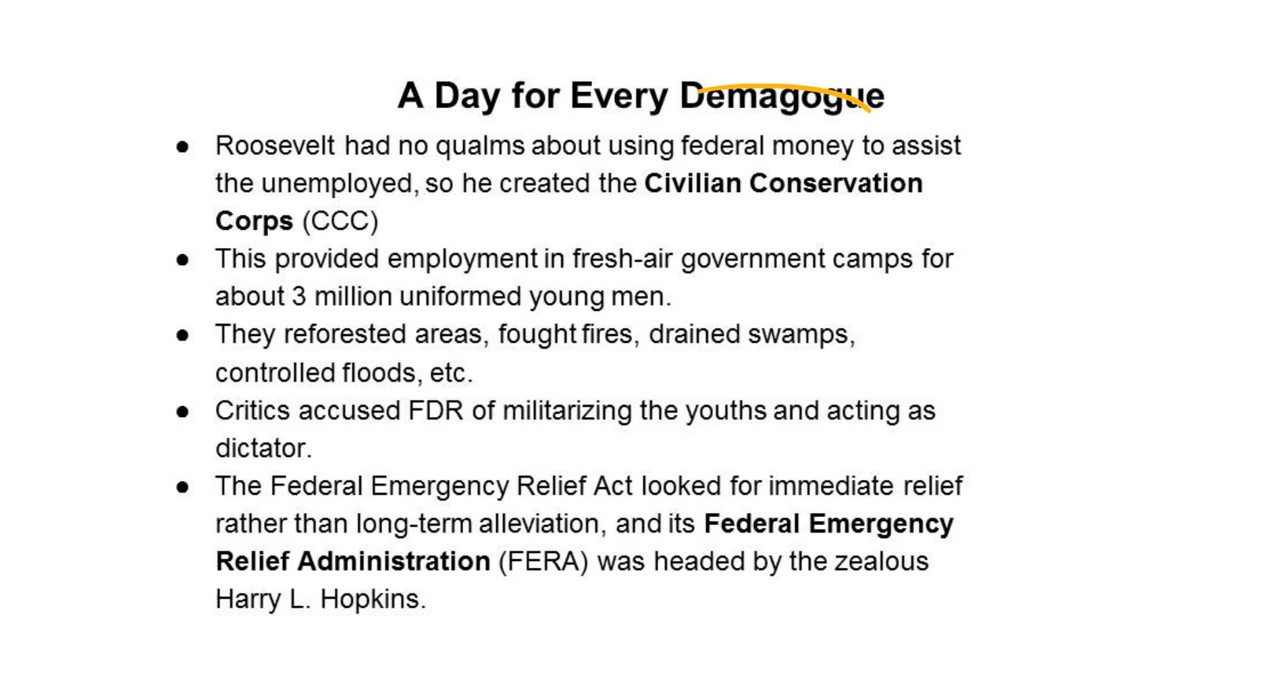 A Day for Every Demagogue
● Roosevelt had no qualms about using federal money to assist
the unemployed, so he created the Civilian Conservation
Corps (CCC)
● This provided employment in fresh-air government camps for
about 3 million uniformed young men.
● They reforested areas, fought fires, drained swamps,
controlled floods, etc.
● Critics accused FDR of militarizing the youths and acting as
dictator.
● The Federal Emergency Relief Act looked for immediate relief
rather than long-term alleviation, and its Federal Emergency
Relief Administration (FERA) was headed by the zealous
Harry L. Hopkins.